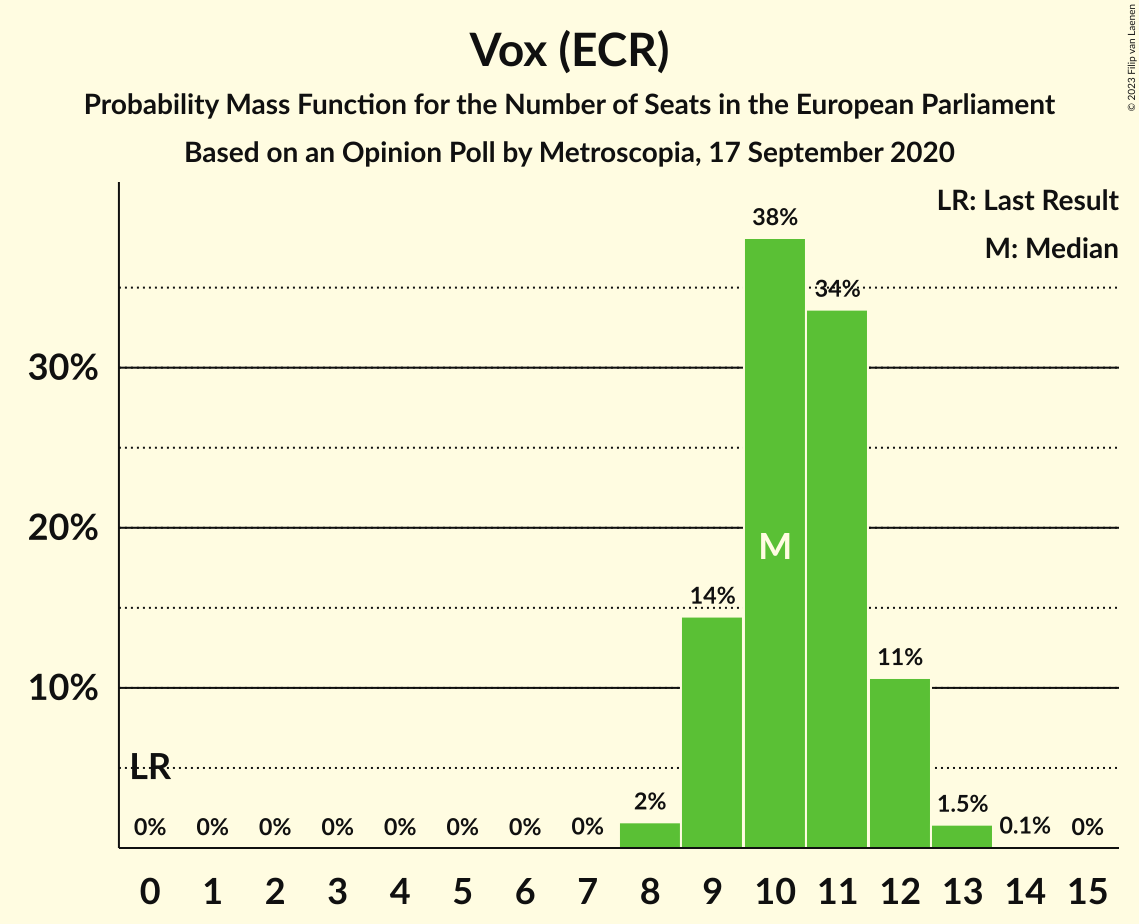 Vox (ECR)
Probability Mass Function for the Number of Seats in the European Parliament
Based on an Opinion Poll by Metroscopia, 17 September 2020
© 2023 Filip van Laenen
LR: Last Result
M: Median
30%
20%
10%
38%
34%
14%
11%
2%
1.5%
0.1%
0%
0%
0%
0%
0%
0%
0%
0%
0%
LR
M
0 1 2 3 4 5 6 7 8 9 10 11 12 13 14 15